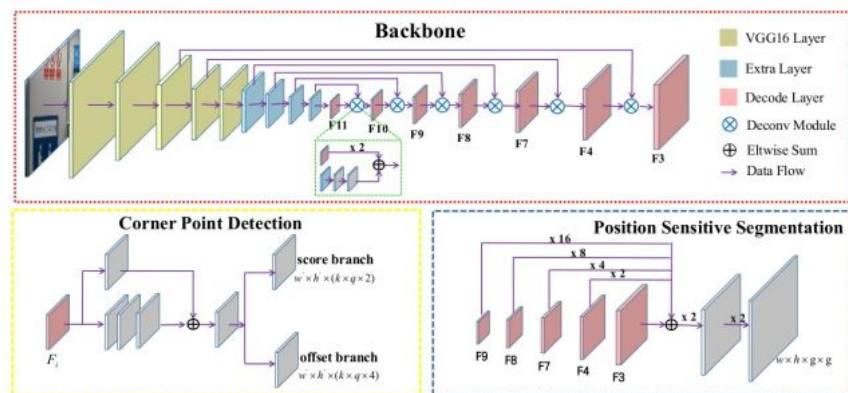 Backbone
VGG16 Layer
Extra Layer
Decode Layer
Deconv Module
Eltwise Sum
Data Flow
F11
F10
F9
F8
F7
F4
F3
x 2
Corner Point Detection
score branch
w' × h' × (k × q × 2)
F_i
offset branch
w' × h' × (k × q × 4)
Position Sensitive Segmentation
x 16
x 8
x 4
x 2
x 2
x 2
F9
F8
F7
F4
F3
w × h × g × g